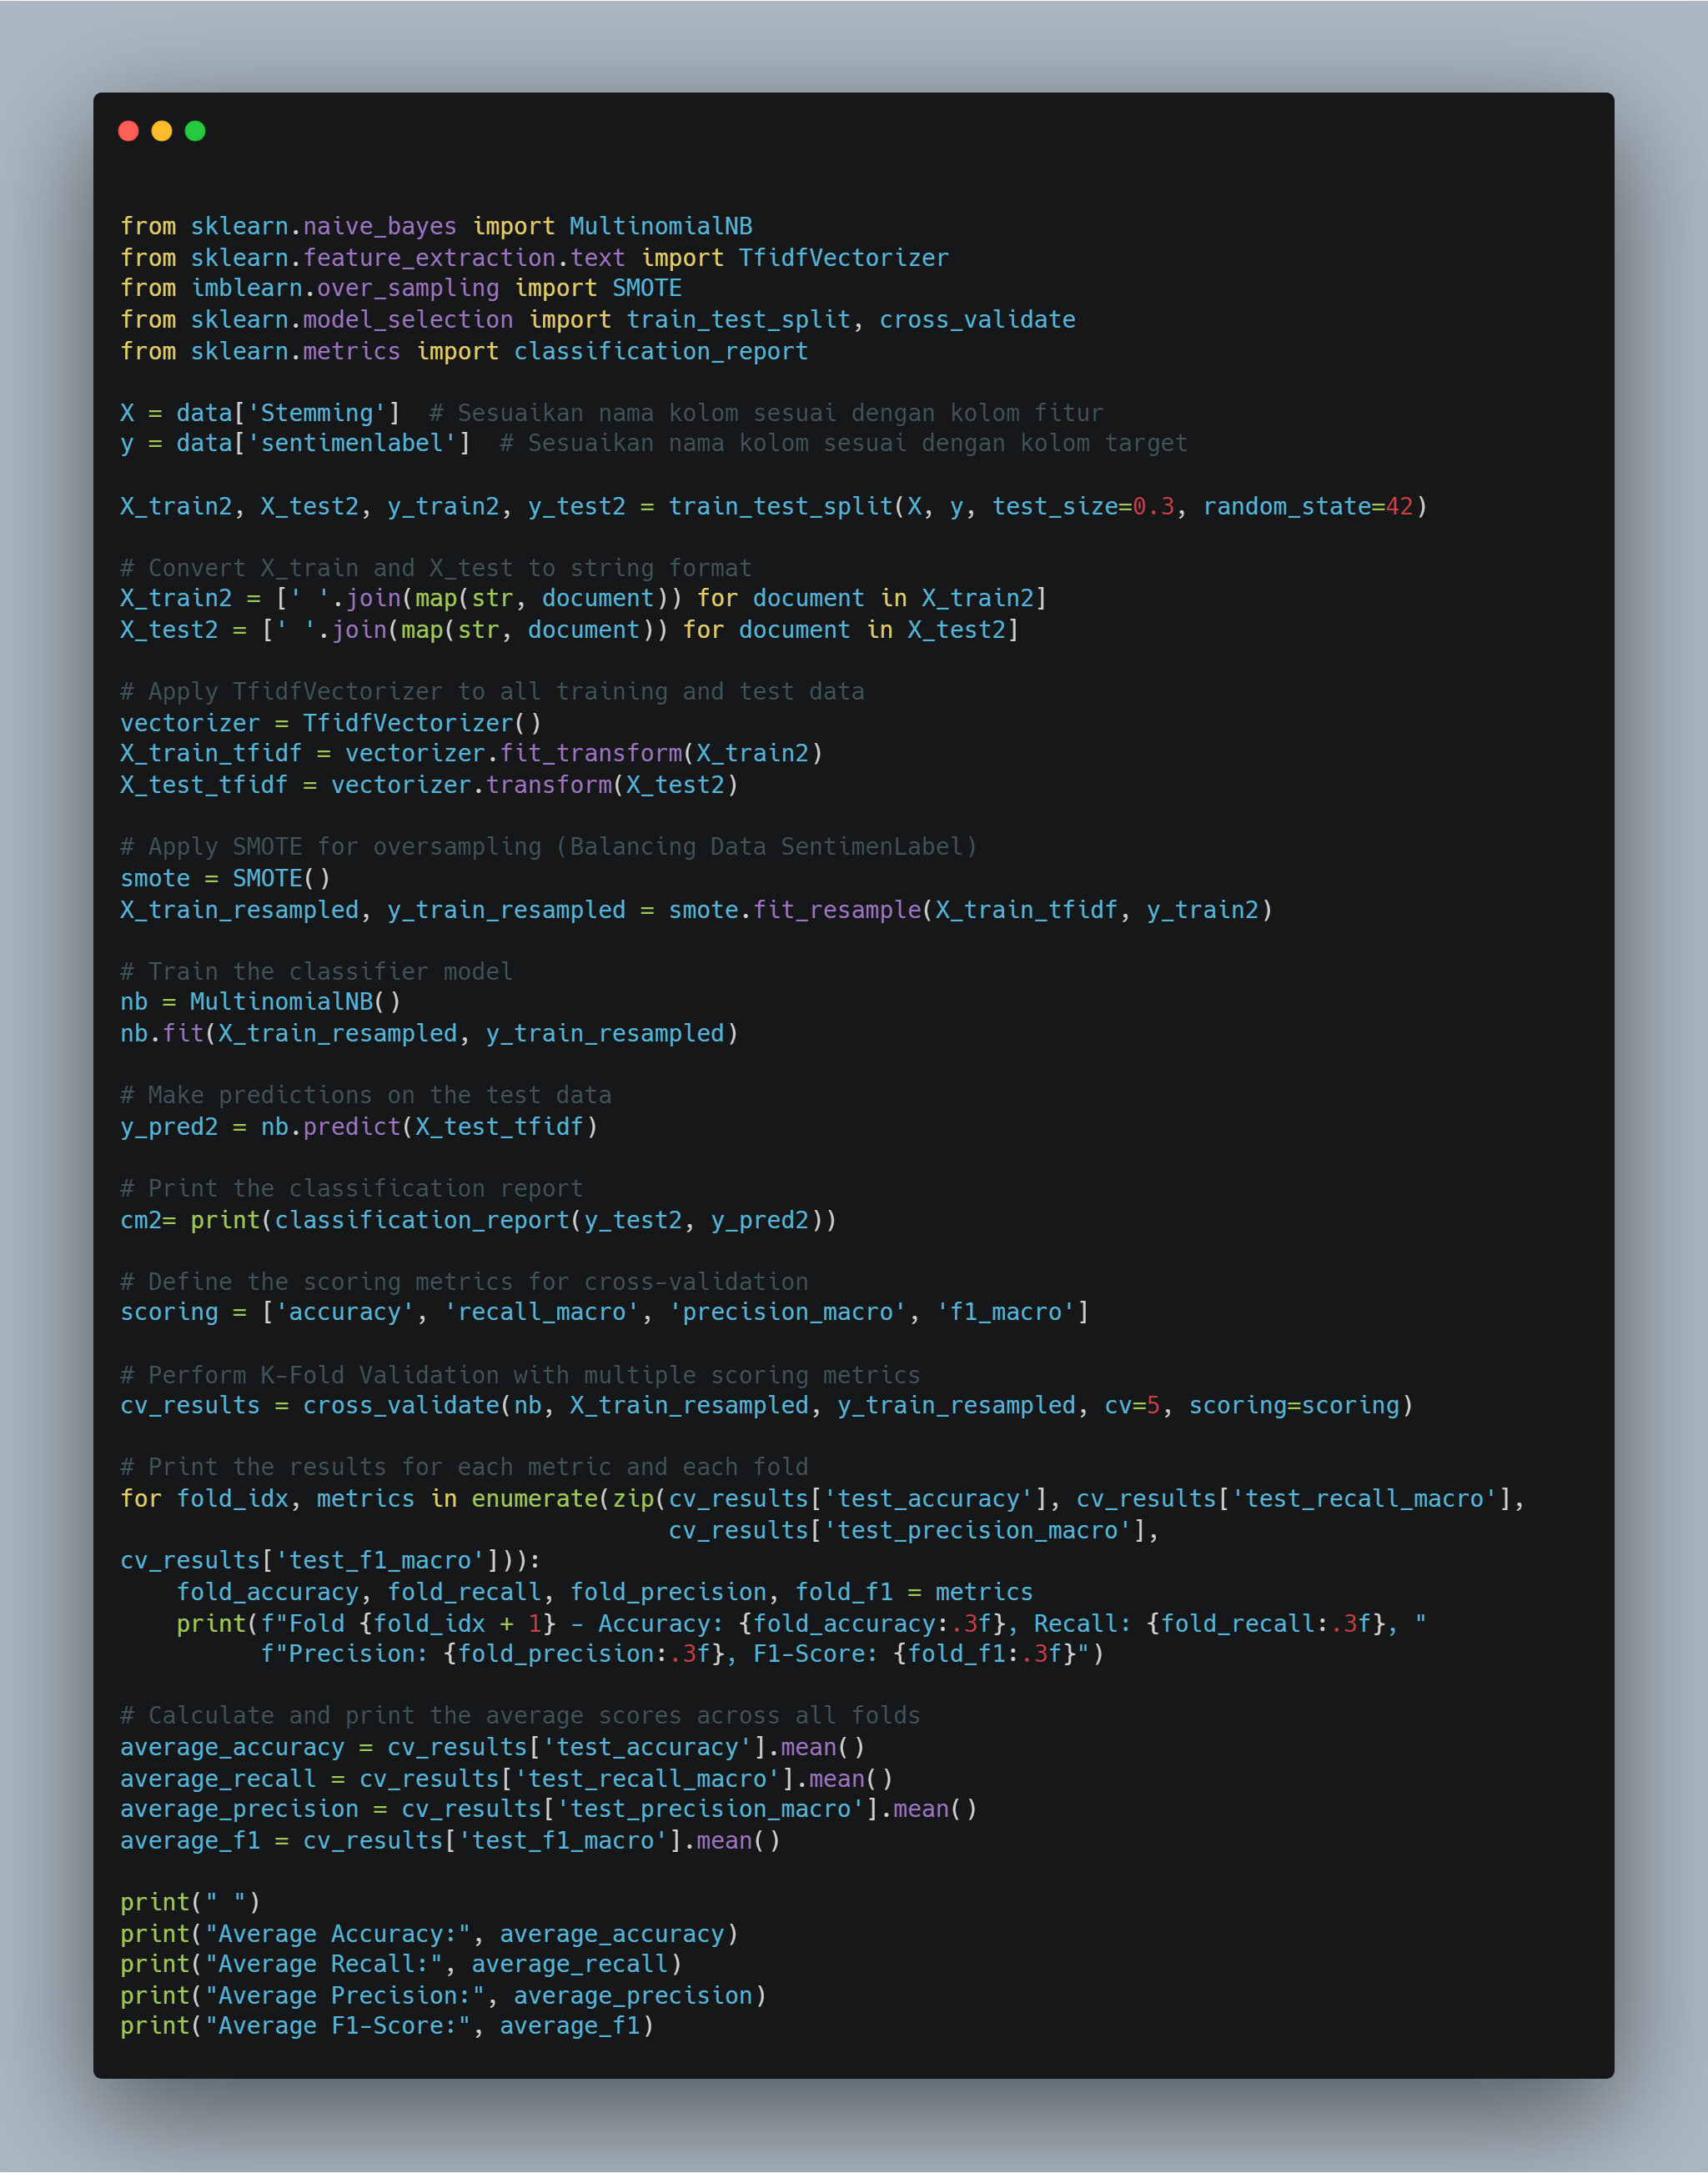 from sklearn.naive_bayes import MultinomialNB
from sklearn.feature_extraction.text import TfidfVectorizer
from imblearn.over_sampling import SMOTE
from sklearn.model_selection import train_test_split, cross_validate
from sklearn.metrics import classification_report

X = data['Stemming']  # Sesuaikan nama kolom sesuai dengan kolom fitur
y = data['sentimenlabel']  # Sesuaikan nama kolom sesuai dengan kolom target

X_train2, X_test2, y_train2, y_test2 = train_test_split(X, y, test_size=0.3, random_state=42)

# Convert X_train and X_test to string format
X_train2 = [' '.join(map(str, document)) for document in X_train2]
X_test2 = [' '.join(map(str, document)) for document in X_test2]

# Apply TfidfVectorizer to all training and test data
vectorizer = TfidfVectorizer()
X_train_tfidf = vectorizer.fit_transform(X_train2)
X_test_tfidf = vectorizer.transform(X_test2)

# Apply SMOTE for oversampling (Balancing Data SentimenLabel)
smote = SMOTE()
X_train_resampled, y_train_resampled = smote.fit_resample(X_train_tfidf, y_train2)

# Train the classifier model
nb = MultinomialNB()
nb.fit(X_train_resampled, y_train_resampled)

# Make predictions on the test data
y_pred2 = nb.predict(X_test_tfidf)

# Print the classification report
cm2= print(classification_report(y_test2, y_pred2))

# Define the scoring metrics for cross-validation
scoring = ['accuracy', 'recall_macro', 'precision_macro', 'f1_macro']

# Perform K-Fold Validation with multiple scoring metrics
cv_results = cross_validate(nb, X_train_resampled, y_train_resampled, cv=5, scoring=scoring)

# Print the results for each metric and each fold
for fold_idx, metrics in enumerate(zip(cv_results['test_accuracy'], cv_results['test_recall_macro'],
                                       cv_results['test_precision_macro'],
cv_results['test_f1_macro'])):
    fold_accuracy, fold_recall, fold_precision, fold_f1 = metrics
    print(f"Fold {fold_idx + 1} - Accuracy: {fold_accuracy:.3f}, Recall: {fold_recall:.3f}, "
          f"Precision: {fold_precision:.3f}, F1-Score: {fold_f1:.3f}")

# Calculate and print the average scores across all folds
average_accuracy = cv_results['test_accuracy'].mean()
average_recall = cv_results['test_recall_macro'].mean()
average_precision = cv_results['test_precision_macro'].mean()
average_f1 = cv_results['test_f1_macro'].mean()

print(" ")
print("Average Accuracy:", average_accuracy)
print("Average Recall:", average_recall)
print("Average Precision:", average_precision)
print("Average F1-Score:", average_f1)